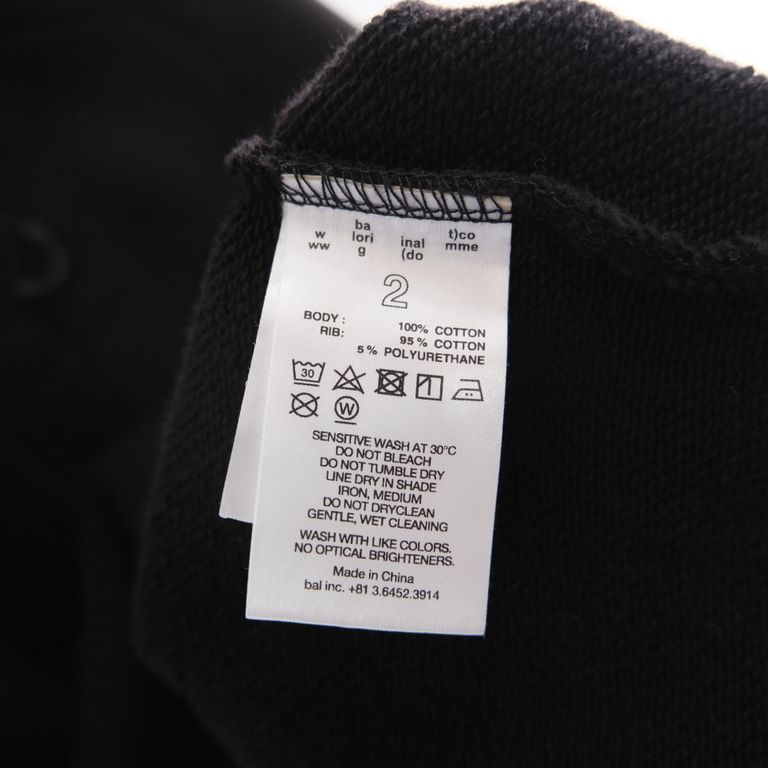 w ba inal t)co
ww lori (do mme
g
2
BODY : 100% COTTON
RIB: 95% COTTON
5% POLYURETHANE
30
W
SENSITIVE WASH AT 30°C
DO NOT BLEACH
DO NOT TUMBLE DRY
LINE DRY IN SHADE
IRON, MEDIUM
DO NOT DRYCLEAN
GENTLE, WET CLEANING
WASH WITH LIKE COLORS.
NO OPTICAL BRIGHTENERS.
Made in China
bal inc. +81 3.6452.3914